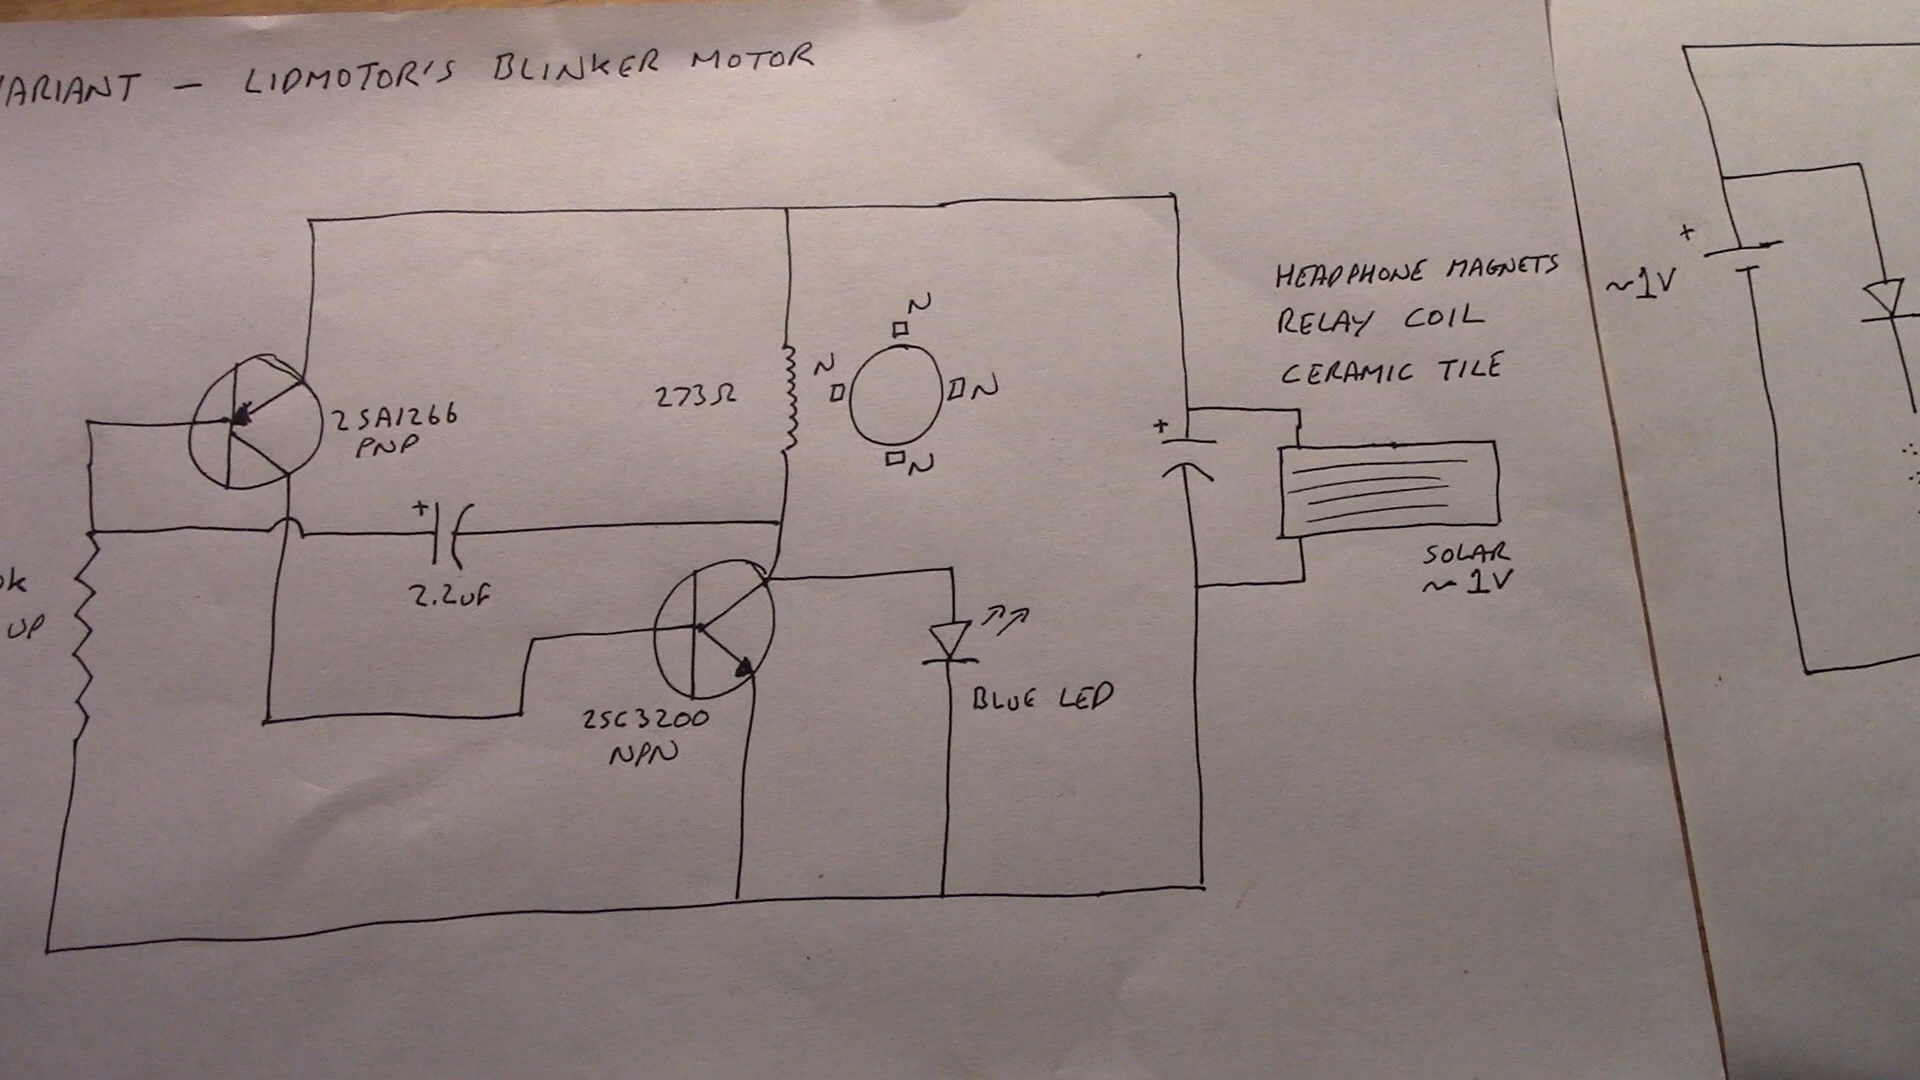 VARIANT – LIDMOTOR'S BLINKER MOTOR
N
N
N
N
273Ω
HEADPHONE MAGNETS
RELAY COIL
CERAMIC TILE
+
~1V
2SA1266
PNP
+
2.2uF
+
SOLAR
~1V
UP
BLUE LED
2SC3200
NPN